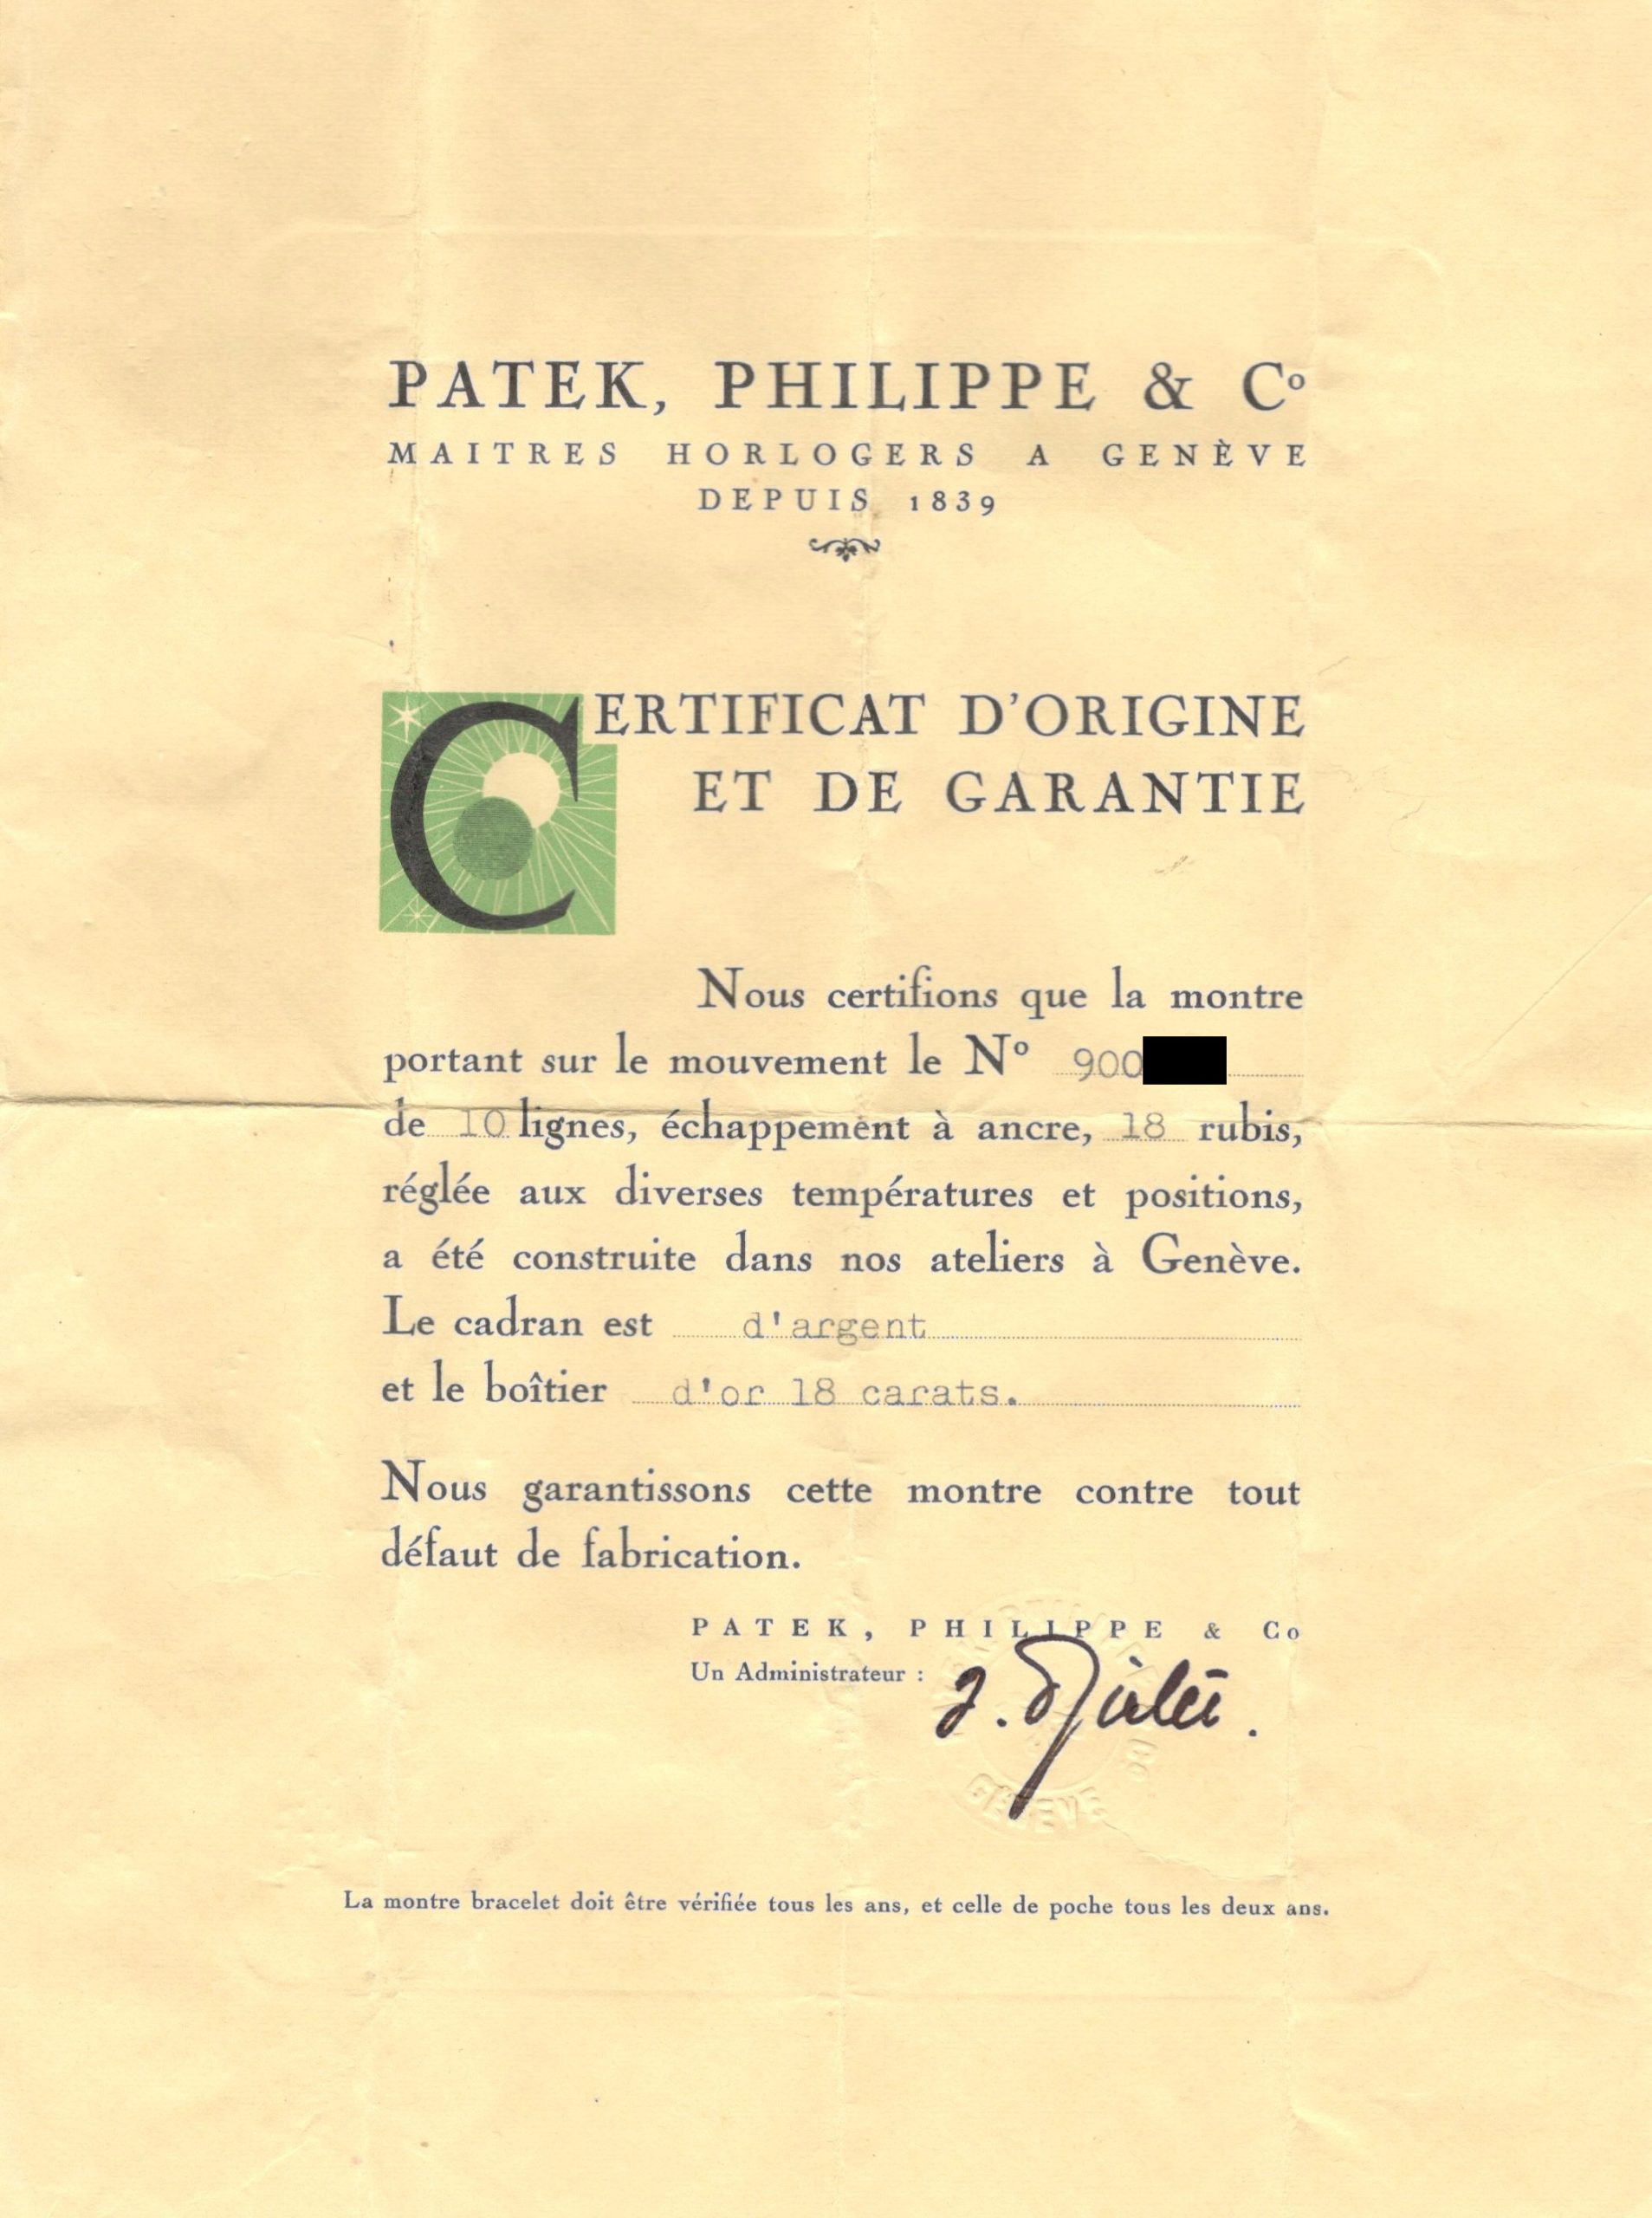 PATEK, PHILIPPE & Cº
MAITRES HORLOGERS A GENÈVE
DEPUIS 1839
CERTIFICAT D'ORIGINE
ET DE GARANTIE
Nous certifions que la montre
portant sur le mouvement le Nº 900
de 10 lignes, échappement à ancre, 18 rubis,
réglée aux diverses températures et positions,
a été construite dans nos ateliers à Genève.
Le cadran est d'argent
et le boîtier d'or 18 carats.
Nous garantissons cette montre contre tout
défaut de fabrication.
PATEK, PHILIPPE & Co
Un Administrateur :
GENÈVE
La montre bracelet doit être vérifiée tous les ans, et celle de poche tous les deux ans.